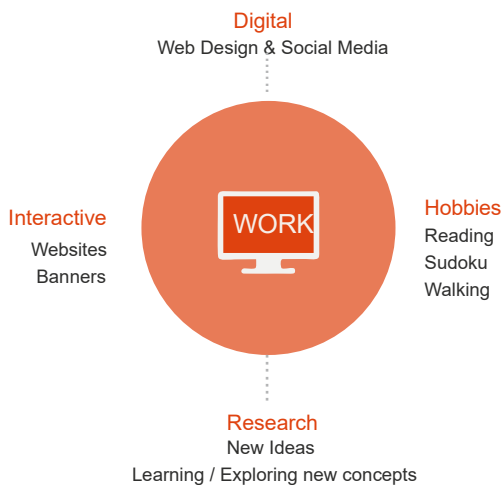 Digital
Web Design & Social Media
WORK
Interactive
Websites
Banners
Hobbies
Reading
Sudoku
Walking
Research
New Ideas
Learning / Exploring new concepts